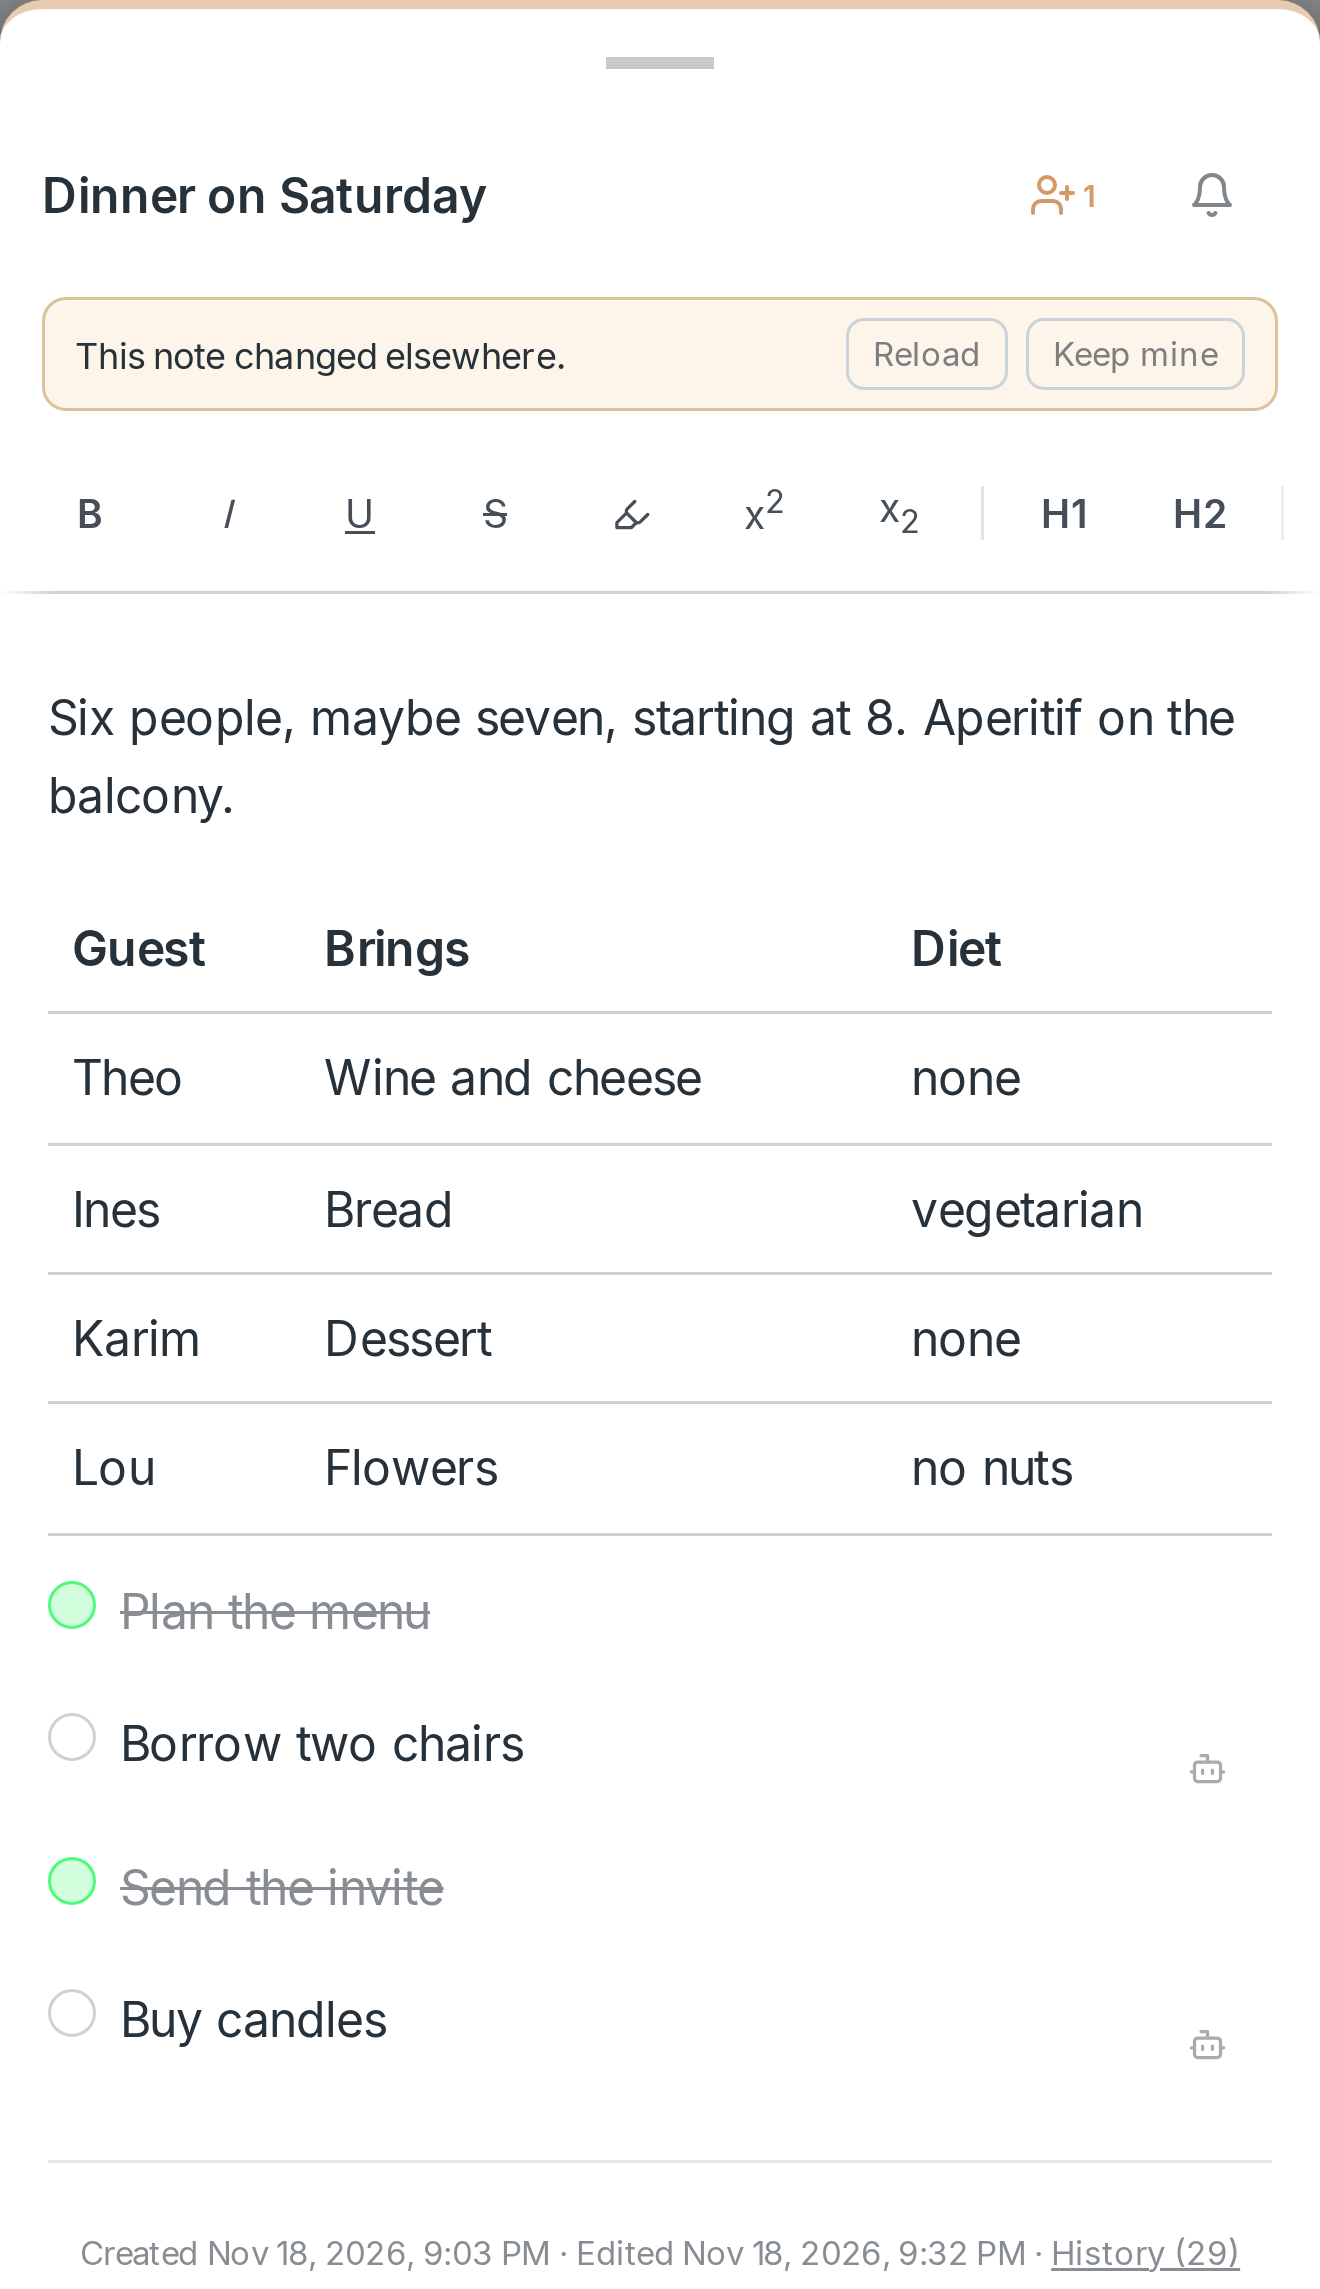 Dinner on Saturday
1
This note changed elsewhere.
Reload
Keep mine
B I U S x2 x2 H1 H2
Six people, maybe seven, starting at 8. Aperitif on the
balcony.
Guest Brings Diet
Theo Wine and cheese none
Ines Bread vegetarian
Karim Dessert none
Lou Flowers no nuts
Plan the menu
Borrow two chairs
Send the invite
Buy candles
Created Nov 18, 2026, 9:03 PM · Edited Nov 18, 2026, 9:32 PM · History (29)